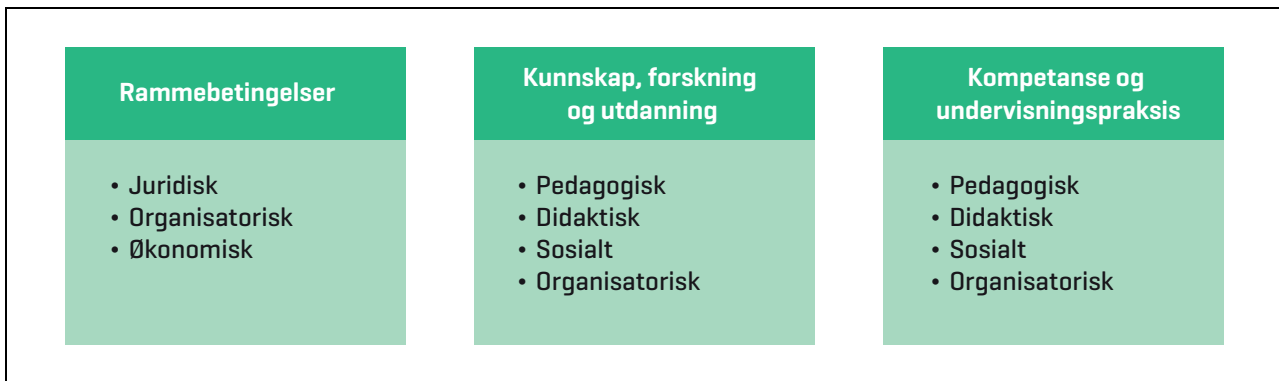 Rammebetingelser
• Juridisk
• Organisatorisk
• Økonomisk
Kunnskap, forskning
og utdanning
• Pedagogisk
• Didaktisk
• Sosialt
• Organisatorisk
Kompetanse og
undervisningspraksis
• Pedagogisk
• Didaktisk
• Sosialt
• Organisatorisk